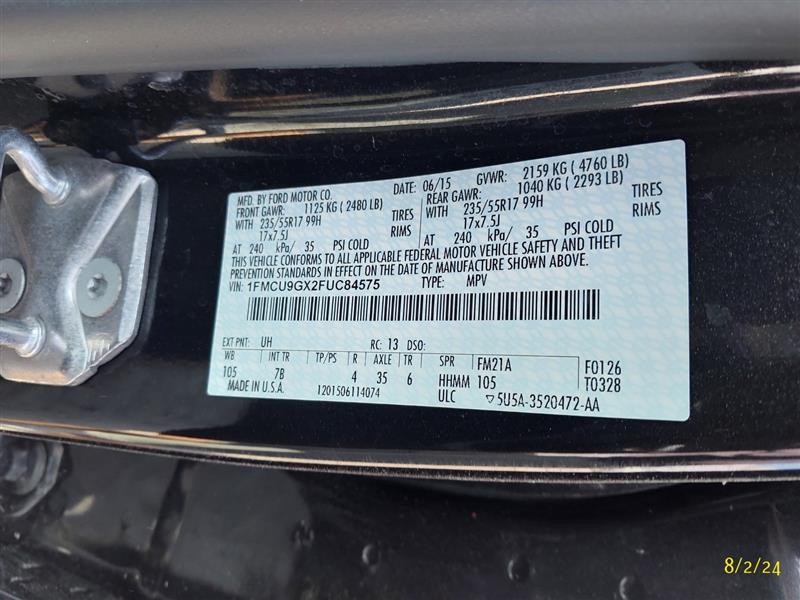 MFD. BY FORD MOTOR CO. DATE: 06/15 GVWR: 2159 KG ( 4760 LB)
FRONT GAWR: 1125 KG ( 2480 LB) REAR GAWR: 1040 KG ( 2293 LB)
WITH 235/55R17 99H TIRES WITH 235/55R17 99H TIRES
17x7.5J RIMS 17x7.5J RIMS
AT 240 kPa/ 35 PSI COLD AT 240 kPa/ 35 PSI COLD
THIS VEHICLE CONFORMS TO ALL APPLICABLE FEDERAL MOTOR VEHICLE SAFETY AND THEFT
PREVENTION STANDARDS IN EFFECT ON THE DATE OF MANUFACTURE SHOWN ABOVE.
VIN: 1FMCU9GX2FUC84575 TYPE: MPV
EXT PNT: UH RC: 13 DSO:
WB INT TR TP/PS R AXLE TR SPR FM21A F0126
105 7B 4 35 6 HHMM 105 T0328
MADE IN U.S.A. 1201506114074 ULC ▽5U5A-3520472-AA
8/2/24